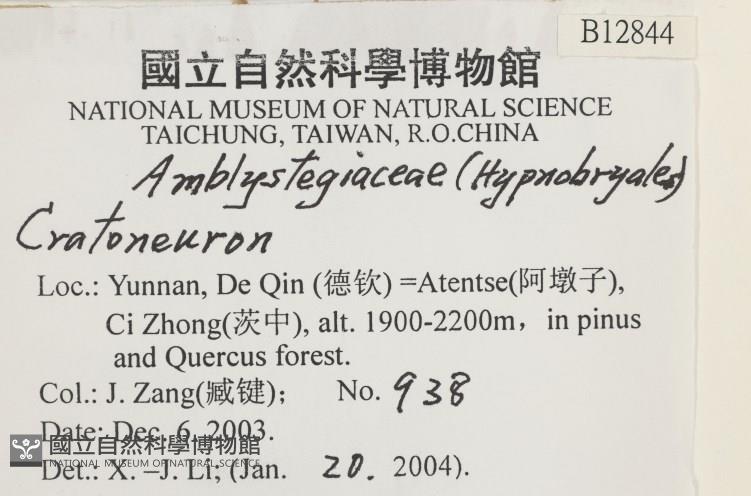 B12844
國立自然科學博物館
NATIONAL MUSEUM OF NATURAL SCIENCE
TAICHUNG, TAIWAN, R.O.CHINA
Amblystegiaceae (Hypnobryales)
Cratoneuron
Loc.: Yunnan, De Qin (德钦) =Atentse(阿墩子),
Ci Zhong(茨中), alt. 1900-2200m，in pinus
and Quercus forest.
Col.: J. Zang(臧键)； No. 938
Date: Dec. 6, 2003.
國立自然科學博物館
NATIONAL MUSEUM OF NATURAL SCIENCE
Det.: X. –J. Li; (Jan. 20. 2004).